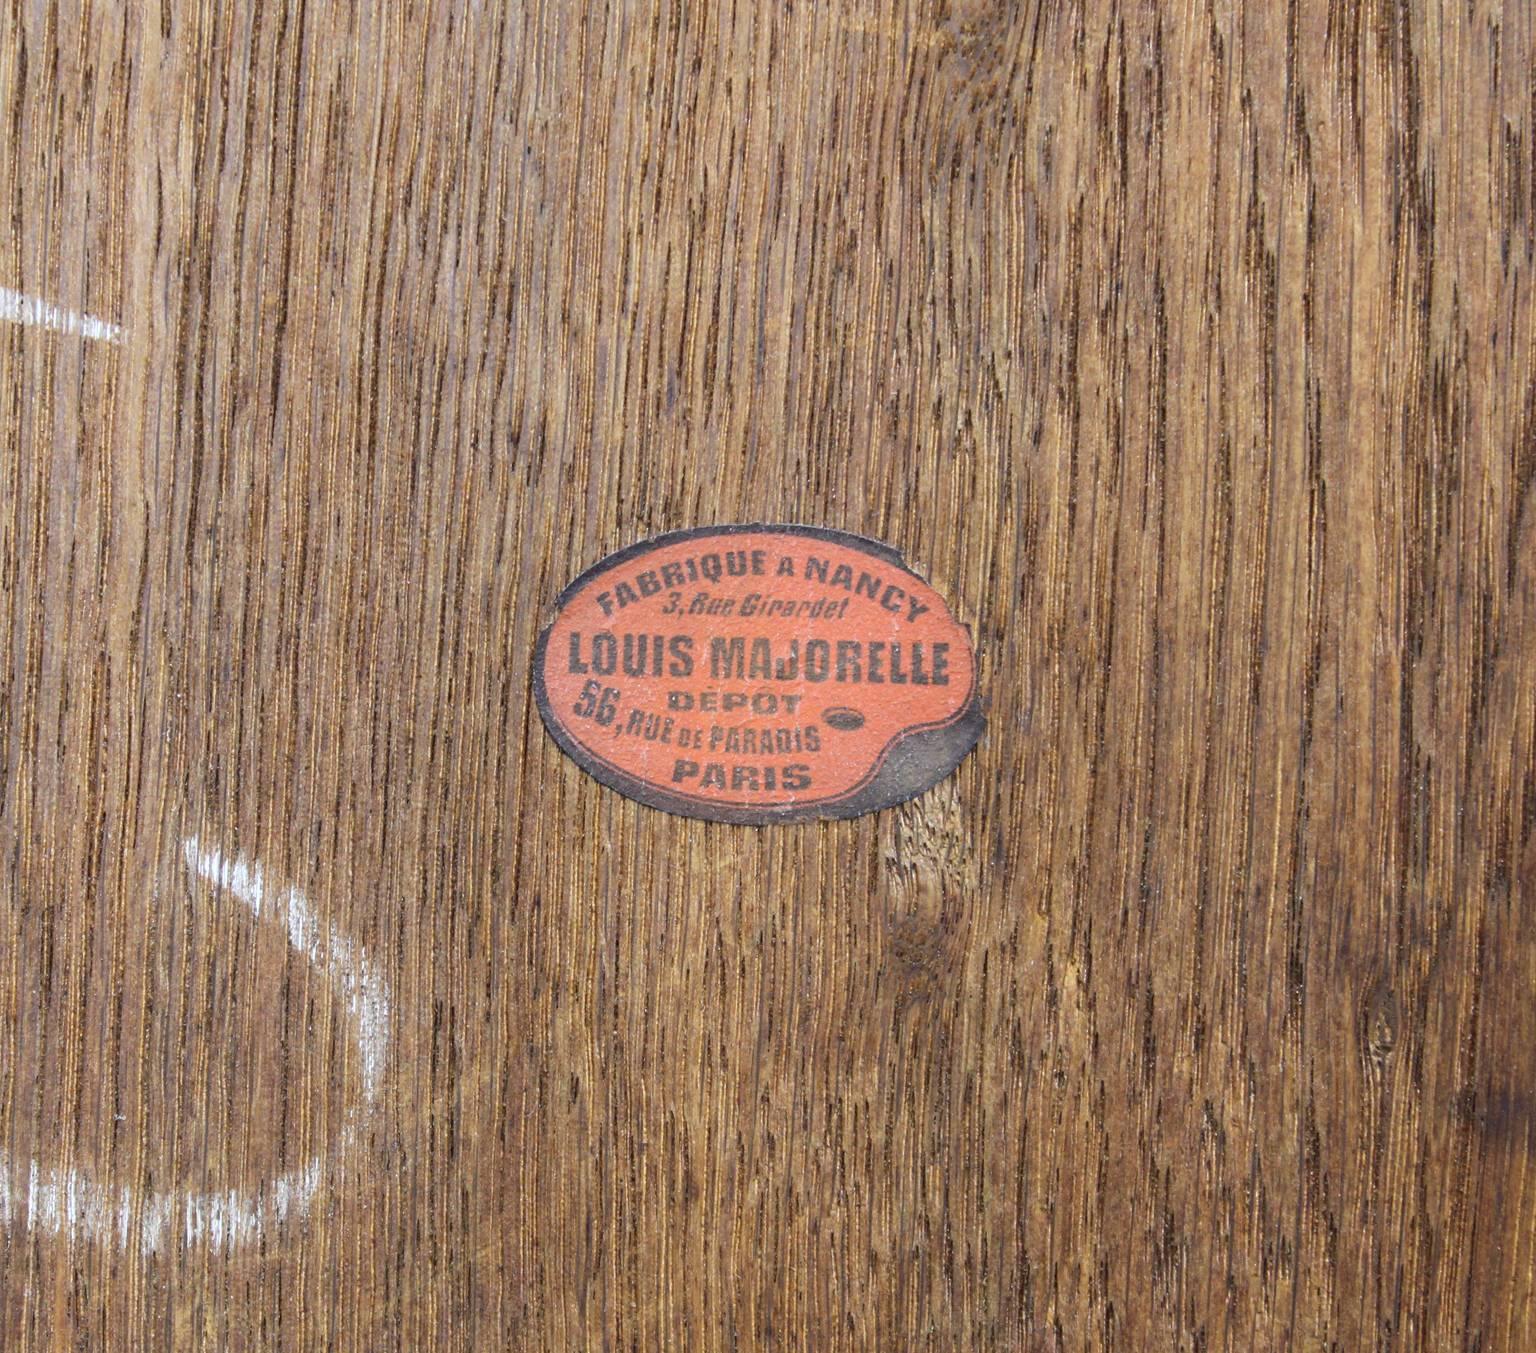 FABRIQUE A NANCY
3, Rue Girardet
LOUIS MAJORELLE
DÉPOT
56, RUE DE PARADIS
PARIS